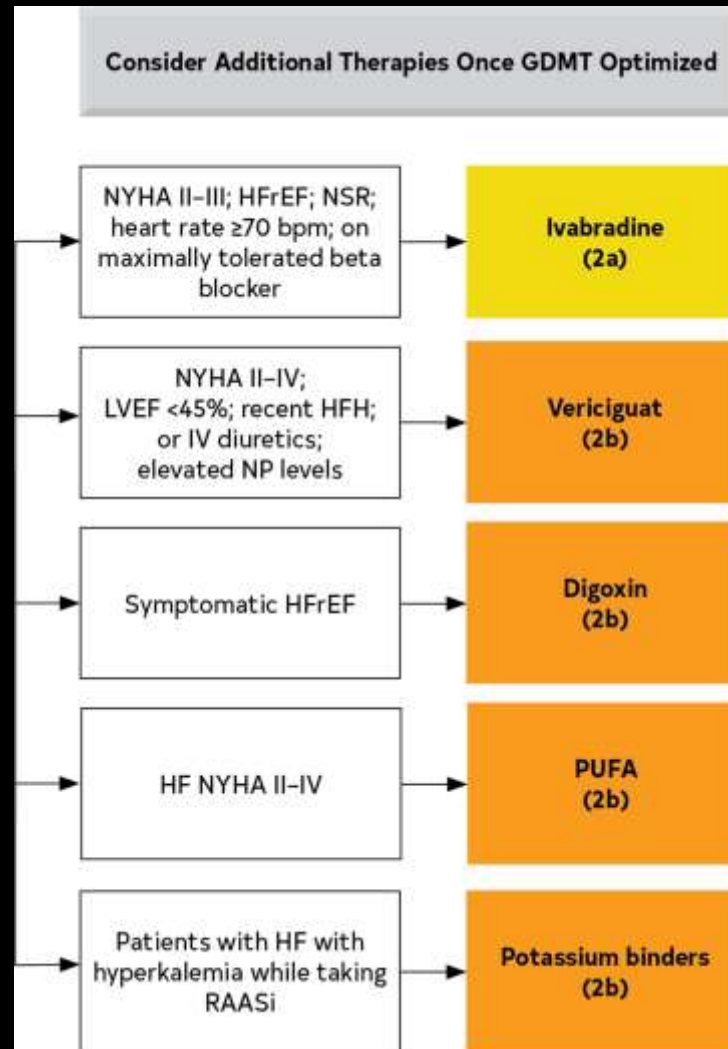 Consider Additional Therapies Once GDMT Optimized
NYHA II–III; HFrEF; NSR;
heart rate ≥70 bpm; on
maximally tolerated beta
blocker
Ivabradine
(2a)
NYHA II–IV;
LVEF <45%; recent HFH;
or IV diuretics;
elevated NP levels
Vericiguat
(2b)
Symptomatic HFrEF
Digoxin
(2b)
HF NYHA II–IV
PUFA
(2b)
Patients with HF with
hyperkalemia while taking
RAASi
Potassium binders
(2b)